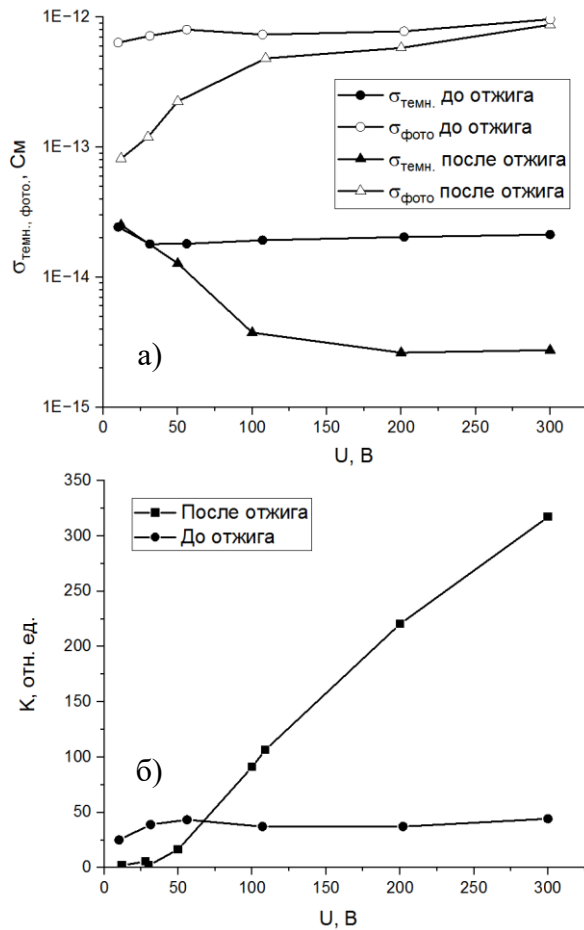 1E−12
1E−13
1E−14
1E−15
σтемн., фото,, См
σтемн. до отжига
σфото до отжига
σтемн. после отжига
σфото после отжига
а)
0 50 100 150 200 250 300
U, В
350
300
250
200
150
100
50
0
K, отн. ед.
После отжига
До отжига
б)
0 50 100 150 200 250 300
U, В